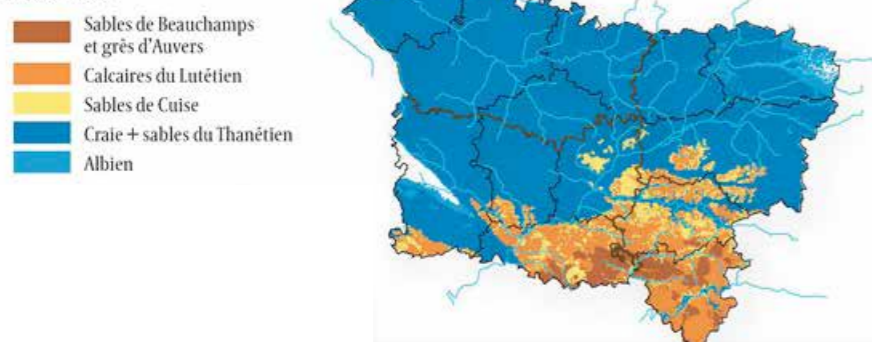 Sables de Beauchamps
et grès d'Auvers
Calcaires du Lutétien
Sables de Cuise
Craie + sables du Thanétien
Albien